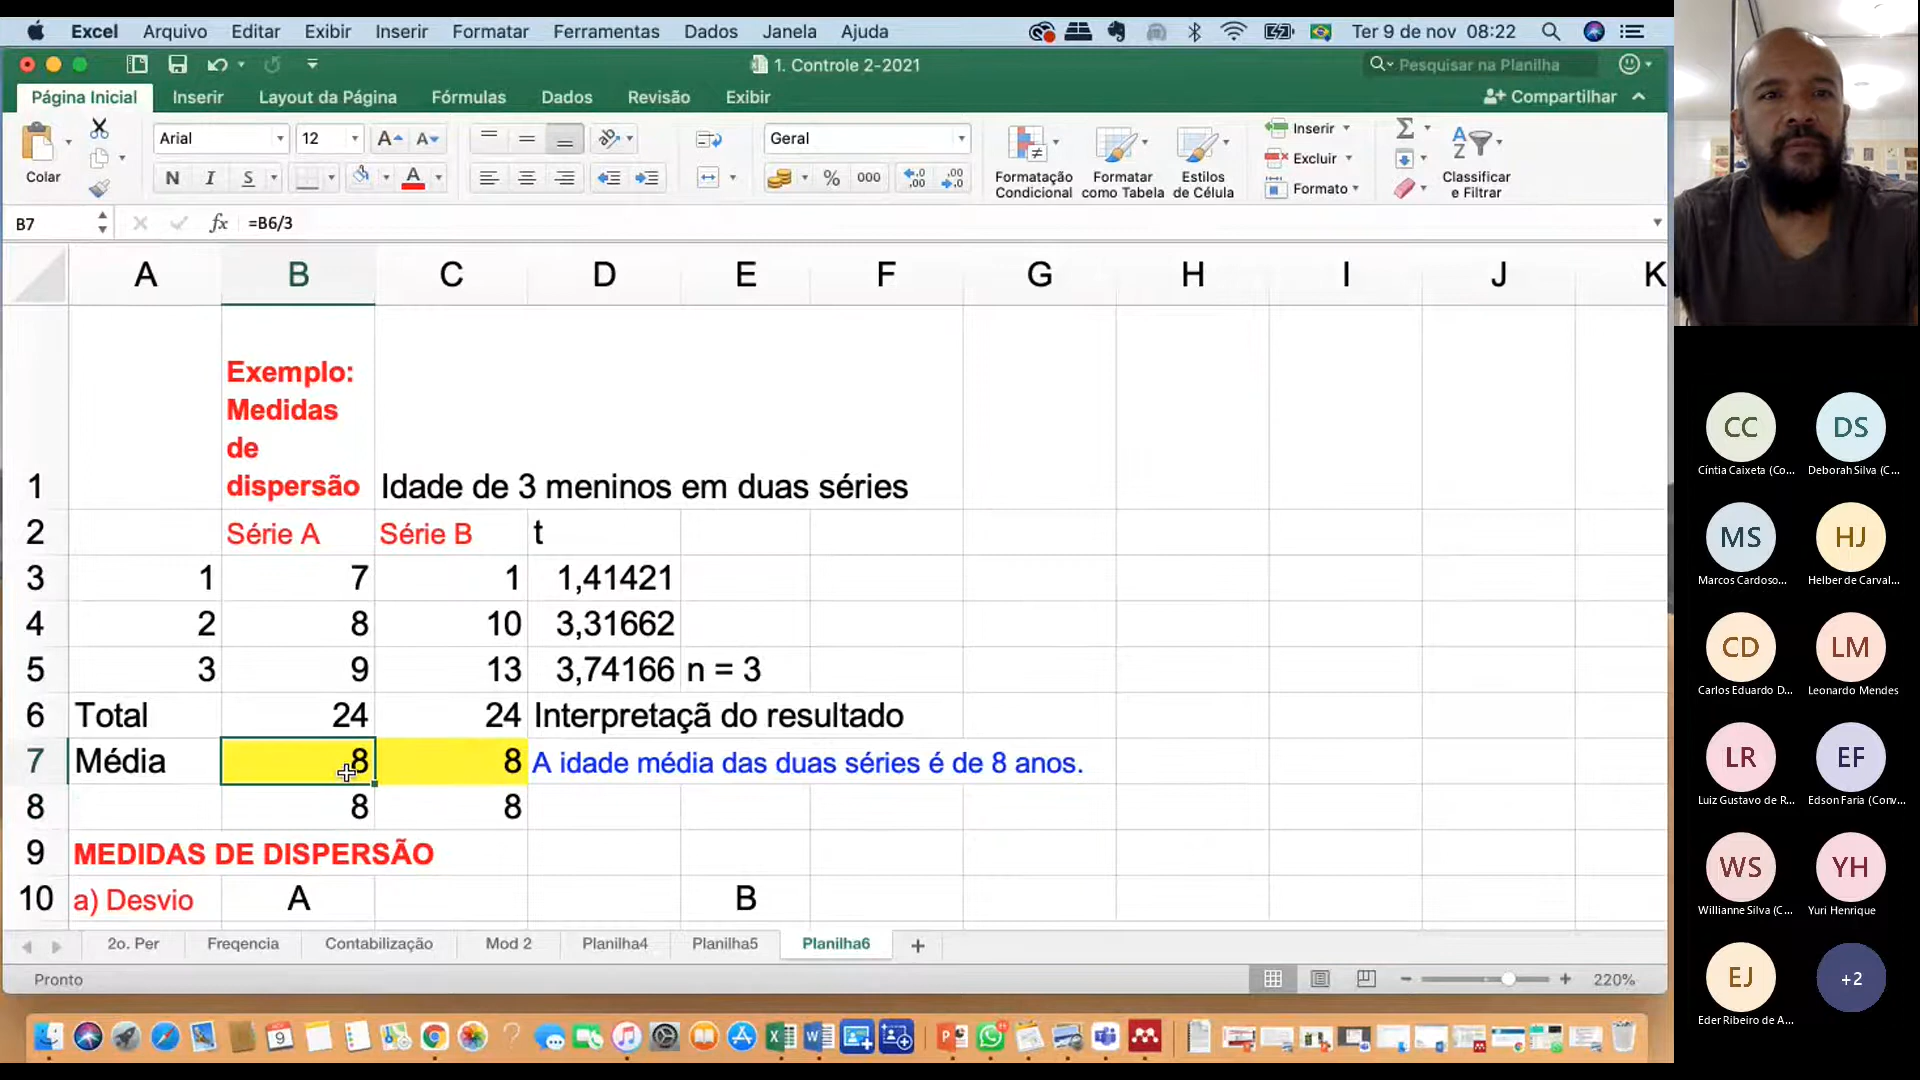 Excel Arquivo Editar Exibir Inserir Formatar Ferramentas Dados Janela Ajuda Ter 9 de nov 08:22
1. Controle 2-2021
Pesquisar na Planilha
Página Inicial Inserir Layout da Página Fórmulas Dados Revisão Exibir Compartilhar
Colar
Arial 12 A A
N I S A
Geral
% 000 ,00 ,0 ,00 ,0
Formatação Condicional
Formatar como Tabela
Estilos de Célula
Inserir
Excluir
Formato
Classificar e Filtrar
B7 fx =B6/3
A B C D E F G H I J K
1 Exemplo: Medidas de dispersão Idade de 3 meninos em duas séries
2 Série A Série B t
3 1 7 1 1,41421
4 2 8 10 3,31662
5 3 9 13 3,74166 n = 3
6 Total 24 24 Interpretaçã do resultado
7 Média 8 8 A idade média das duas séries é de 8 anos.
8 8 8
9 MEDIDAS DE DISPERSÃO
10 a) Desvio A B
2o. Per Freqencia Contabilização Mod 2 Planilha4 Planilha5 Planilha6 +
Pronto 220%
CC DS
Cíntia Caixeta (Co... Deborah Silva (C...
MS HJ
Marcos Cardoso... Helber de Carval...
CD LM
Carlos Eduardo D... Leonardo Mendes
LR EF
Luiz Gustavo de R... Edson Faria (Conv...
WS YH
Willianne Silva (C... Yuri Henrique
EJ +2
Eder Ribeiro de A...